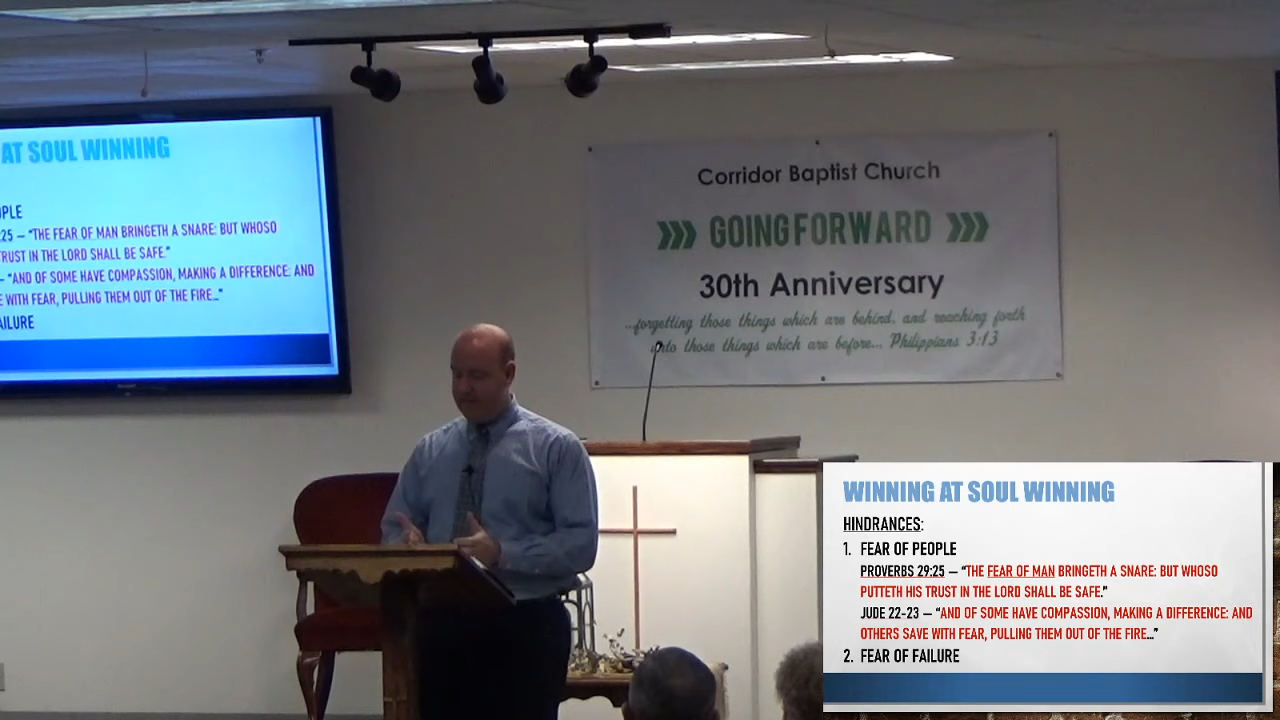 AT SOUL WINNING
OPLE
:25 – "THE FEAR OF MAN BRINGETH A SNARE: BUT WHOSO
TRUST IN THE LORD SHALL BE SAFE."
– "AND OF SOME HAVE COMPASSION, MAKING A DIFFERENCE: AND
E WITH FEAR, PULLING THEM OUT OF THE FIRE…"
AILURE
Corridor Baptist Church
GOING FORWARD
30th Anniversary
...forgetting those things which are behind, and reaching forth
unto those things which are before... Philippians 3:13
WINNING AT SOUL WINNING
HINDRANCES:
1. FEAR OF PEOPLE
PROVERBS 29:25 – "THE FEAR OF MAN BRINGETH A SNARE: BUT WHOSO
PUTTETH HIS TRUST IN THE LORD SHALL BE SAFE."
JUDE 22-23 – "AND OF SOME HAVE COMPASSION, MAKING A DIFFERENCE: AND
OTHERS SAVE WITH FEAR, PULLING THEM OUT OF THE FIRE…"
2. FEAR OF FAILURE